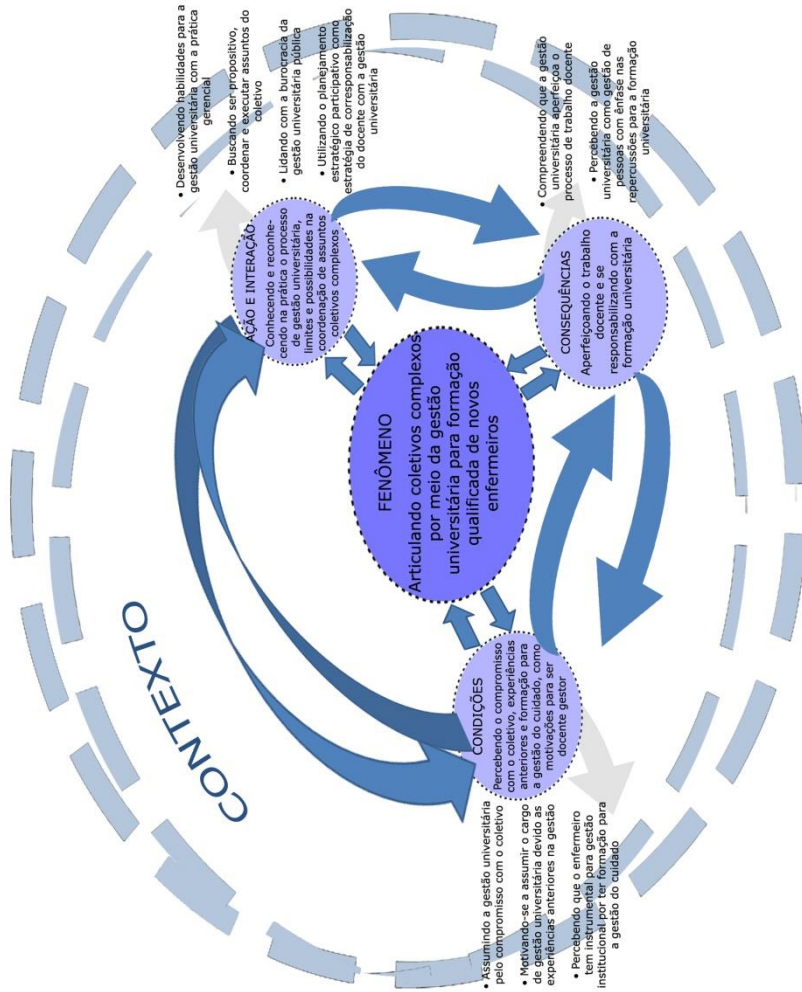 CONTEXTO
• Desenvolvendo habilidades para a
gestão universitária com a prática
gerencial
• Buscando ser propositivo,
coordenar e executar assuntos do
coletivo
• Lidando com a burocracia da
gestão universitária pública
• Utilizando o planejamento
estratégico participativo como
estratégia de corresponsabilização
do docente com a gestão
universitária
AÇÃO E INTERAÇÃO
Conhecendo e reconhe-
cendo na prática o processo
de gestão universitária,
limites e possibilidades na
coordenação de assuntos
coletivos complexos
FENÔMENO
Articulando coletivos complexos
por meio da gestão
universitária para formação
qualificada de novos
enfermeiros
CONDIÇÕES
Percebendo o compromisso
com o coletivo, experiências
anteriores e formação para
a gestão do cuidado, como
motivações para ser
docente gestor
• Assumindo a gestão universitária
pelo compromisso com o coletivo
• Motivando-se a assumir o cargo
de gestão universitária devido as
experiências anteriores na gestão
• Percebendo que o enfermeiro
tem instrumental para gestão
institucional por ter formação para
a gestão do cuidado
CONSEQUÊNCIAS
Aperfeiçoando o trabalho
docente e se
responsabilizando com a
formação universitária
• Compreendendo que a gestão
universitária aperfeiçoa o
processo de trabalho docente
• Percebendo a gestão
universitária como gestão de
pessoas com ênfase nas
repercussões para a formação
universitária